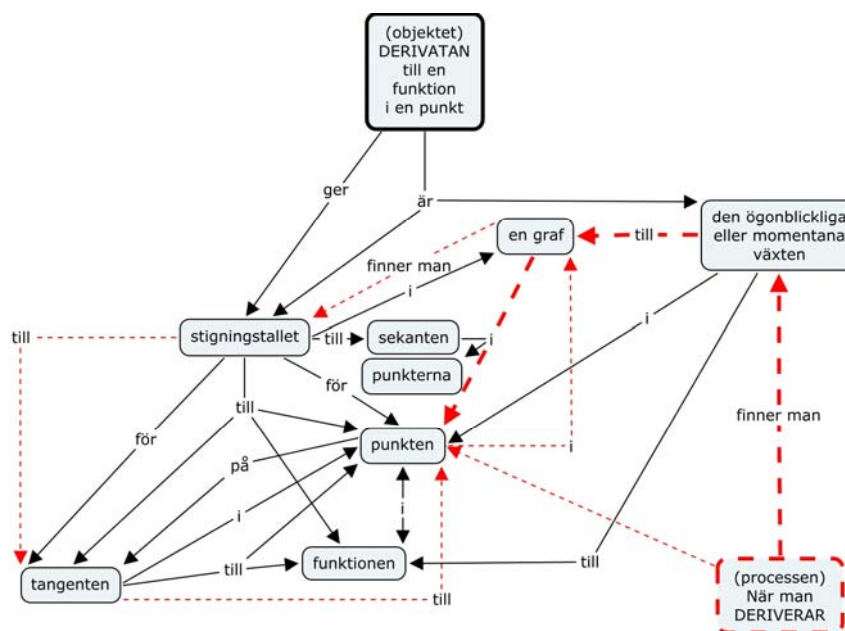 (objektet)
DERIVATAN
till en
funktion
i en punkt
ger
är
den ögonblickliga
eller momentana
växten
en graf
till
finner man
i
i
till
stigningstallet
till
sekanten
i
punkterna
för
finner man
till
för
punkten
i
på
i
i
till
funktionen
till
tangenten
till
(processen)
När man
DERIVERAR